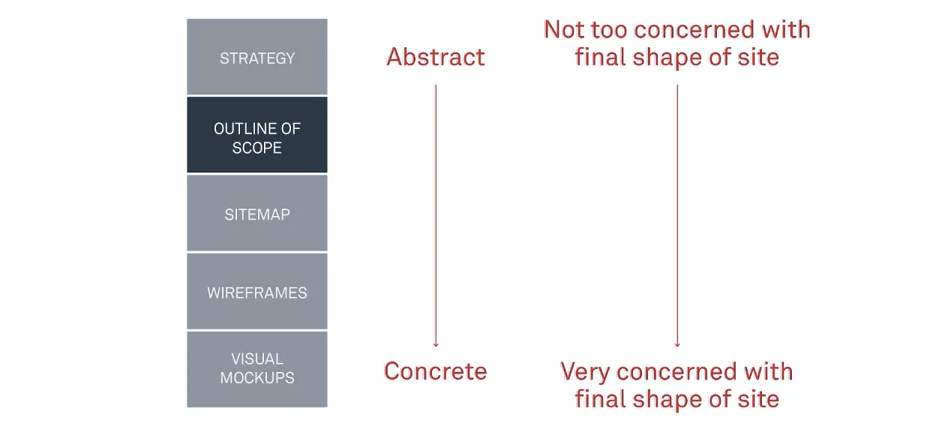 STRATEGY
OUTLINE OF
SCOPE
SITEMAP
WIREFRAMES
VISUAL
MOCKUPS
Abstract
Concrete
Not too concerned with
final shape of site
Very concerned with
final shape of site